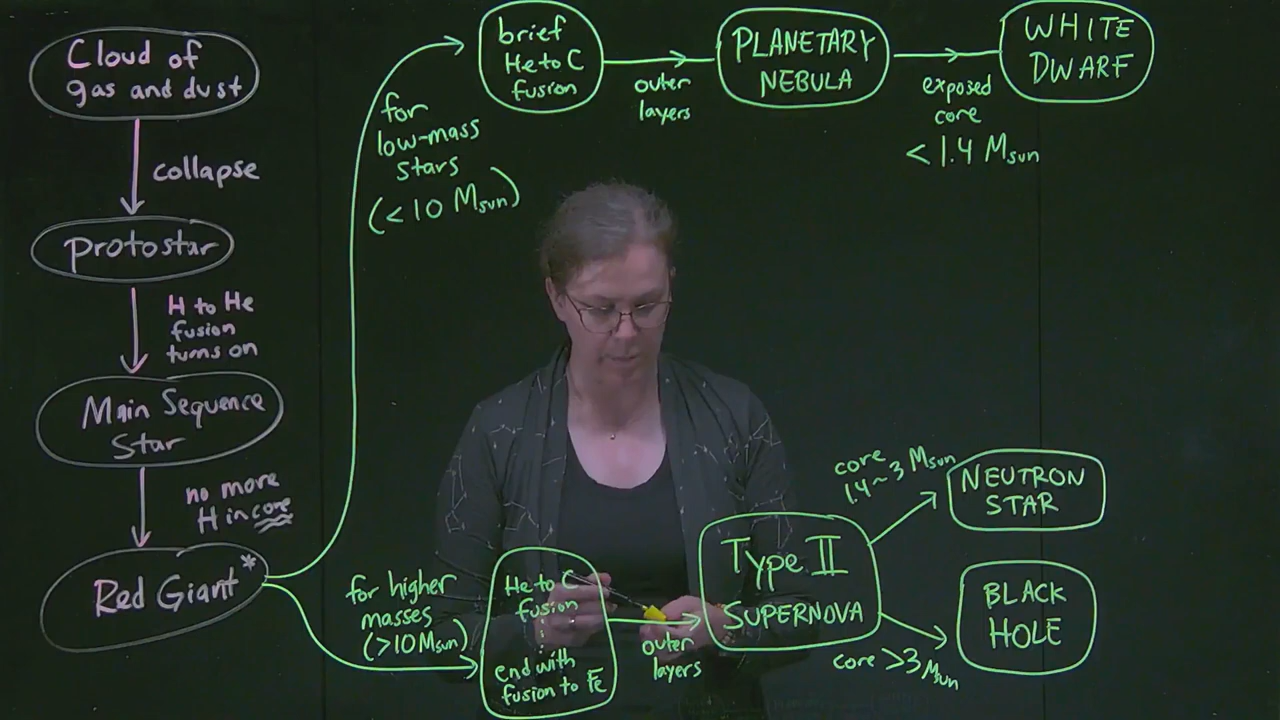 Cloud of
gas and dust
collapse
Protostar
H to He
fusion
turns on
Main Sequence
Star
no more
H in core
Red Giant*
for
low-mass
stars
(< 10 Msun)
brief
He to C
fusion
outer
layers
PLANETARY
NEBULA
exposed
core
< 1.4 Msun
WHITE
DWARF
for higher
masses
(>10 Msun)
He to C
fusion
end with
fusion to Fe
outer
layers
Type II
SUPERNOVA
core
1.4~3 Msun
NEUTRON
STAR
core >3 Msun
BLACK
HOLE